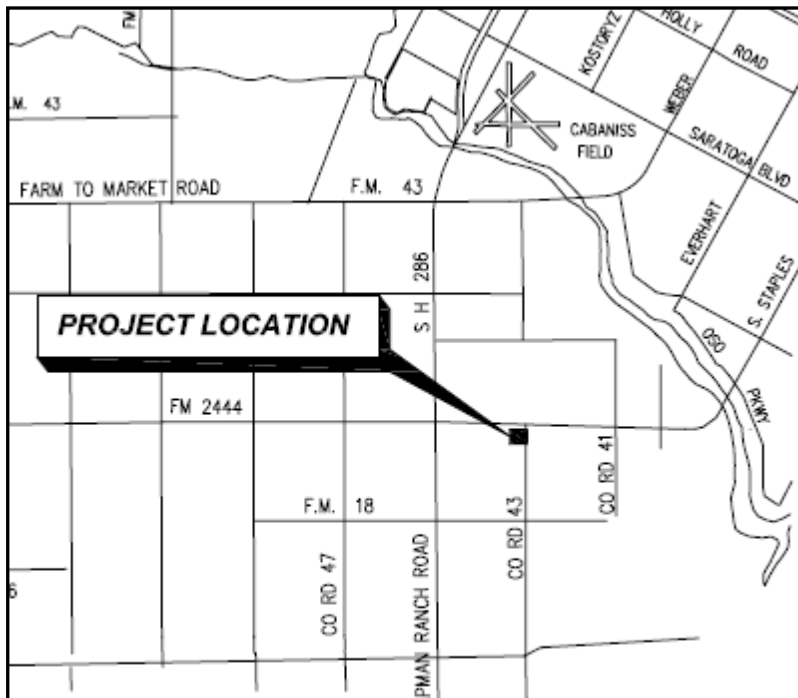 FM
HOLLY ROAD
KOSTORYZ
WEBER
.M. 43
CABANISS
FIELD
SARATOGA BLVD
FARM TO MARKET ROAD
F.M. 43
EVERHART
S H 286
S. STAPLES
PROJECT LOCATION
OSO PKWY
FM 2444
CO RD 41
F.M. 18
CO RD 43
CO RD 47
PMAN RANCH ROAD
6